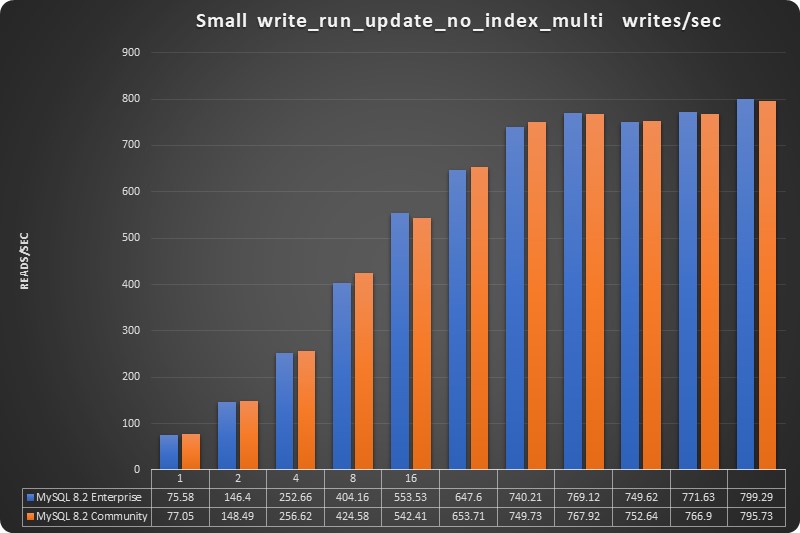 Small write_run_update_no_index_multi writes/sec
READS/SEC
900
800
700
600
500
400
300
200
100
0
1 2 4 8 16
MySQL 8.2 Enterprise 75.58 146.4 252.66 404.16 553.53 647.6 740.21 769.12 749.62 771.63 799.29
MySQL 8.2 Community 77.05 148.49 256.62 424.58 542.41 653.71 749.73 767.92 752.64 766.9 795.73